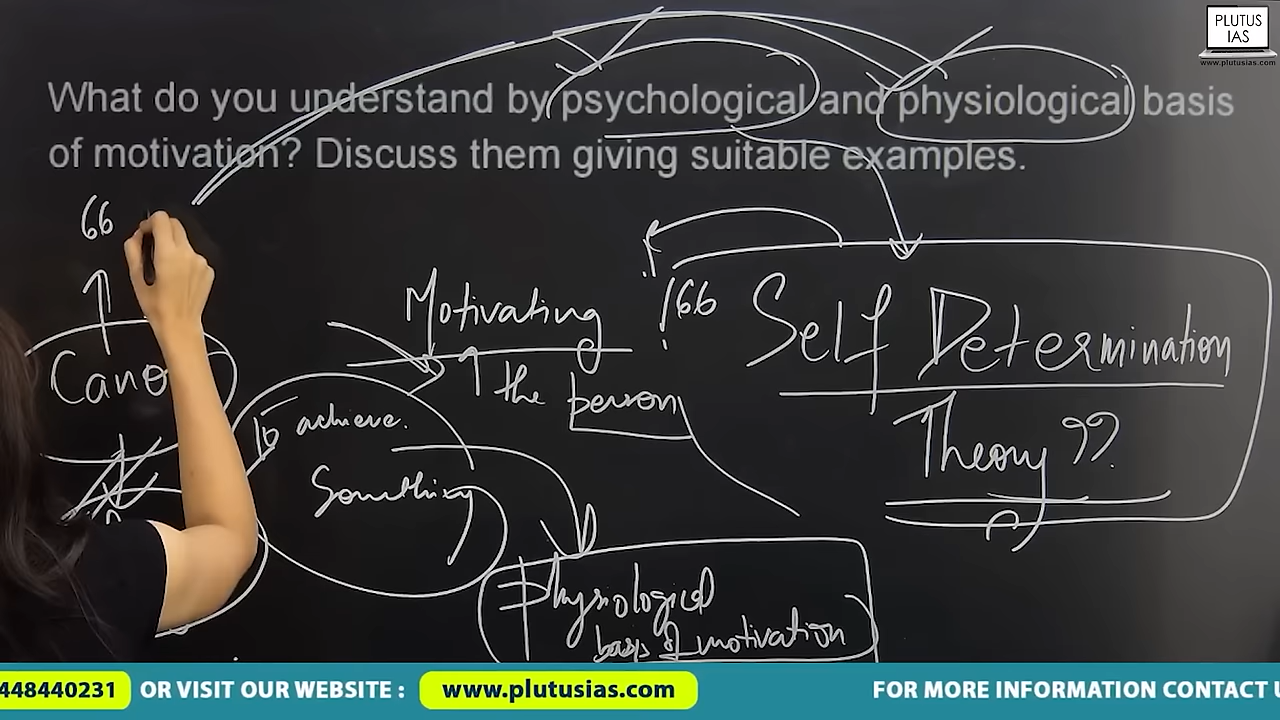 PLUTUS
IAS
www.plutusias.com
What do you understand by psychological and physiological basis
of motivation? Discuss them giving suitable examples.
66
Motivating
the person
To achieve.
Something
Cano
"Self Determination
Theory ??
Physiological
basis of motivation
448440231 OR VISIT OUR WEBSITE : www.plutusias.com FOR MORE INFORMATION CONTACT U